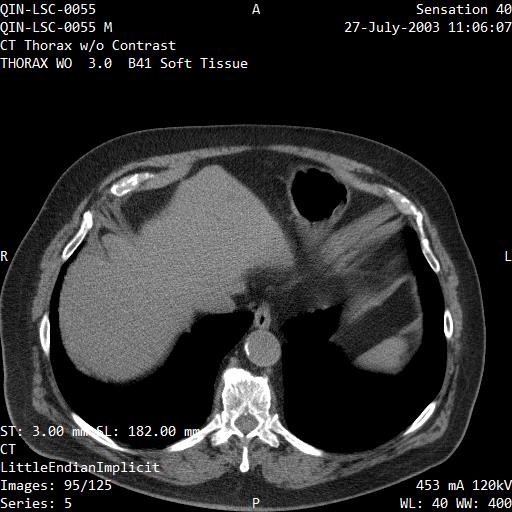 QIN-LSC-0055
A
Sensation 40
QIN-LSC-0055 M
27-July-2003 11:06:07
CT Thorax w/o Contrast
THORAX WO 3.0 B41 Soft Tissue
R
L
ST: 3.00 mm SL: 182.00 mm
CT
LittleEndianImplicit
Images: 95/125
453 mA 120kV
Series: 5
P
WL: 40 WW: 400